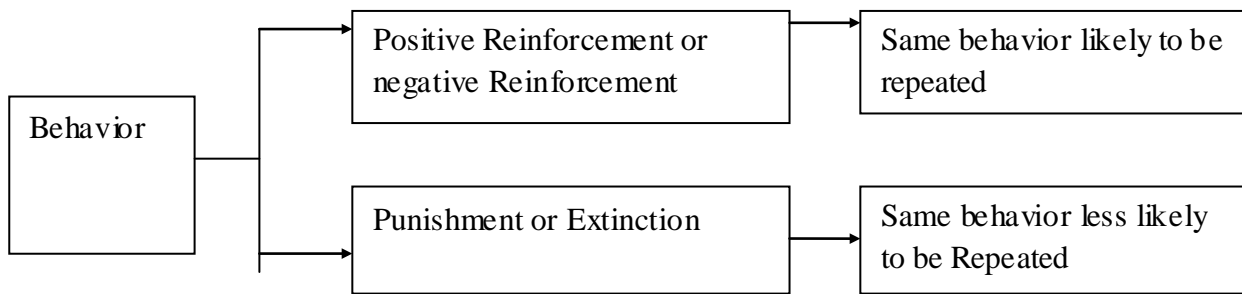 Behavior
Positive Reinforcement or
negative Reinforcement
Same behavior likely to be
repeated
Punishment or Extinction
Same behavior less likely
to be Repeated